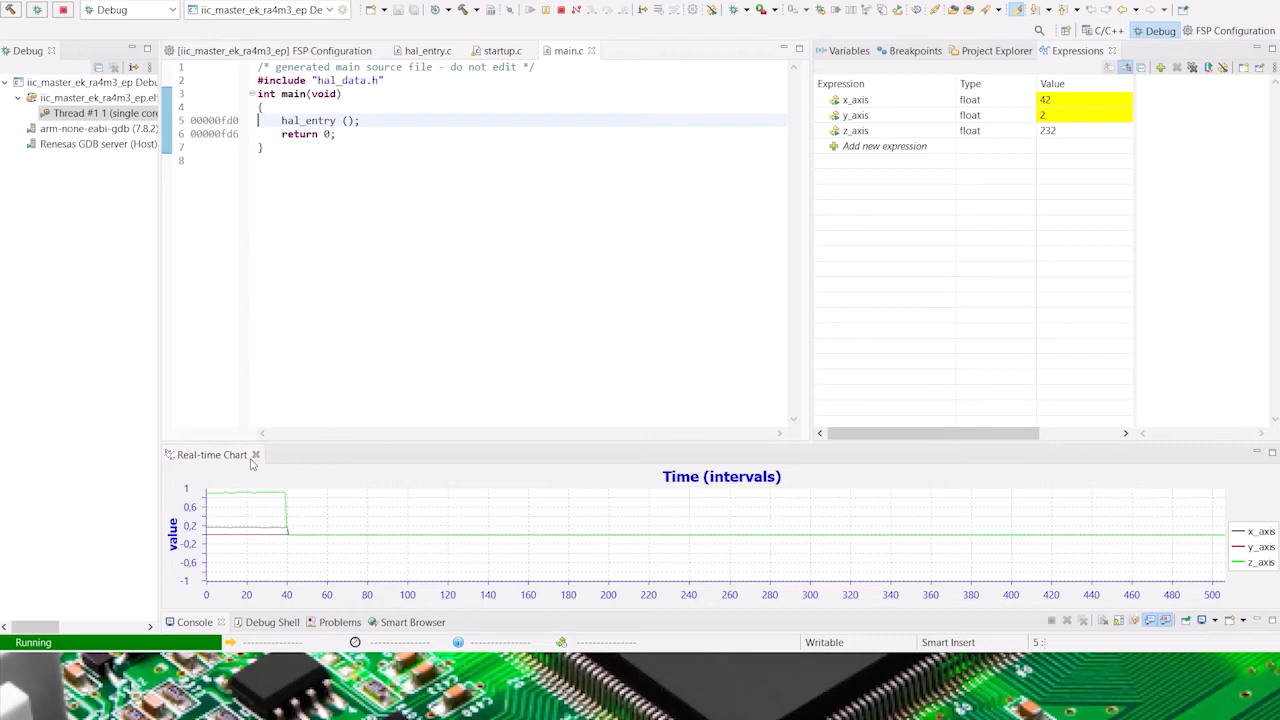 Debug
iic_master_ek_ra4m3_ep De
C/C++
Debug
FSP Configuration
Debug
iic_master_ek_ra4m3_ep Debu
iic_master_ek_ra4m3_ep.el
Thread #1 1 (single cor
arm-none-eabi-gdb (7.8.2)
Renesas GDB server (Host)
[iic_master_ek_ra4m3_ep] FSP Configuration
hal_entry.c
startup.c
main.c
1 /* generated main source file - do not edit */
2 #include "hal_data.h"
3 int main(void)
4 {
5 00000fd0 hal_entry ();
6 00000fd6 return 0;
7 }
8
Variables
Breakpoints
Project Explorer
Expressions
Expression Type Value
x_axis float 42
y_axis float 2
z_axis float 232
Add new expression
Real-time Chart
Time (intervals)
value
1
0,6
0,2
-0,2
-0,6
-1
0 20 40 60 80 100 120 140 160 180 200 220 240 260 280 300 320 340 360 380 400 420 440 460 480 500
x_axis
y_axis
z_axis
Console
Debug Shell
Problems
Smart Browser
Running
Writable
Smart Insert
5 :